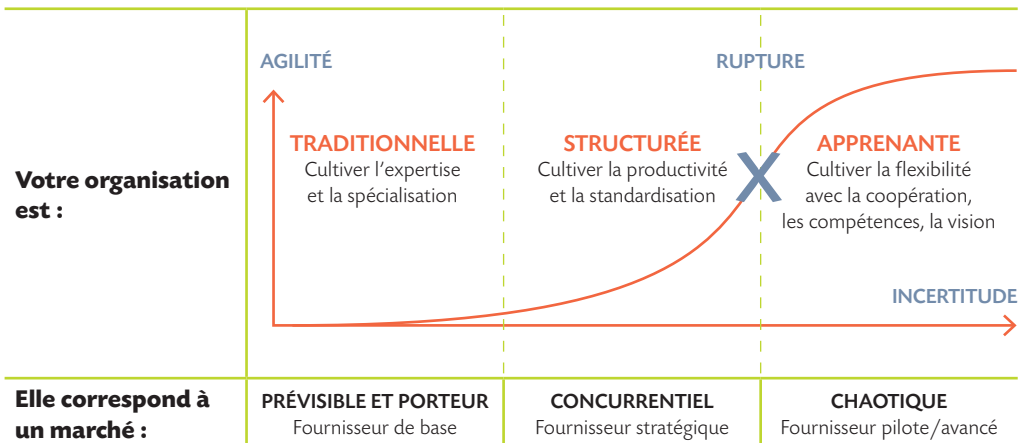 AGILITÉ
RUPTURE
Votre organisation
est :
TRADITIONNELLE
Cultiver l’expertise
et la spécialisation
STRUCTURÉE
Cultiver la productivité
et la standardisation
X
APPRENANTE
Cultiver la flexibilité
avec la coopération,
les compétences, la vision
INCERTITUDE
Elle correspond à
un marché :
PRÉVISIBLE ET PORTEUR
Fournisseur de base
CONCURRENTIEL
Fournisseur stratégique
CHAOTIQUE
Fournisseur pilote/avancé